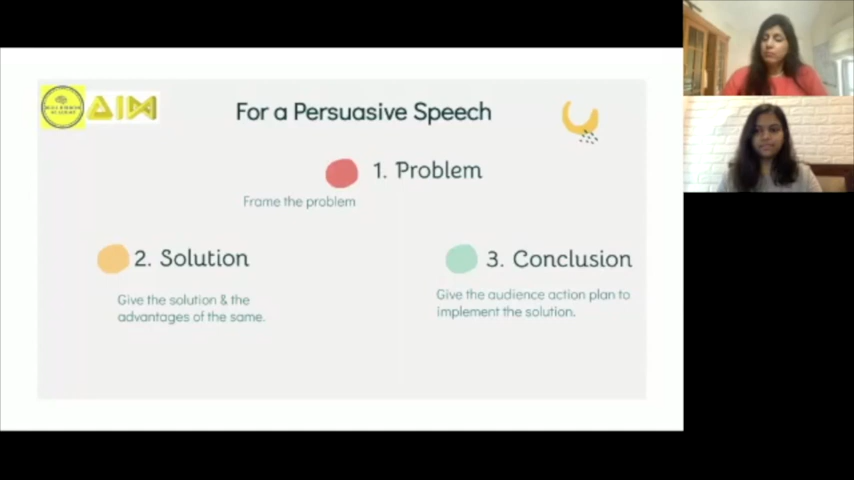 AIM
For a Persuasive Speech
1. Problem
Frame the problem
2. Solution
Give the solution & the
advantages of the same.
3. Conclusion
Give the audience action plan to
implement the solution.